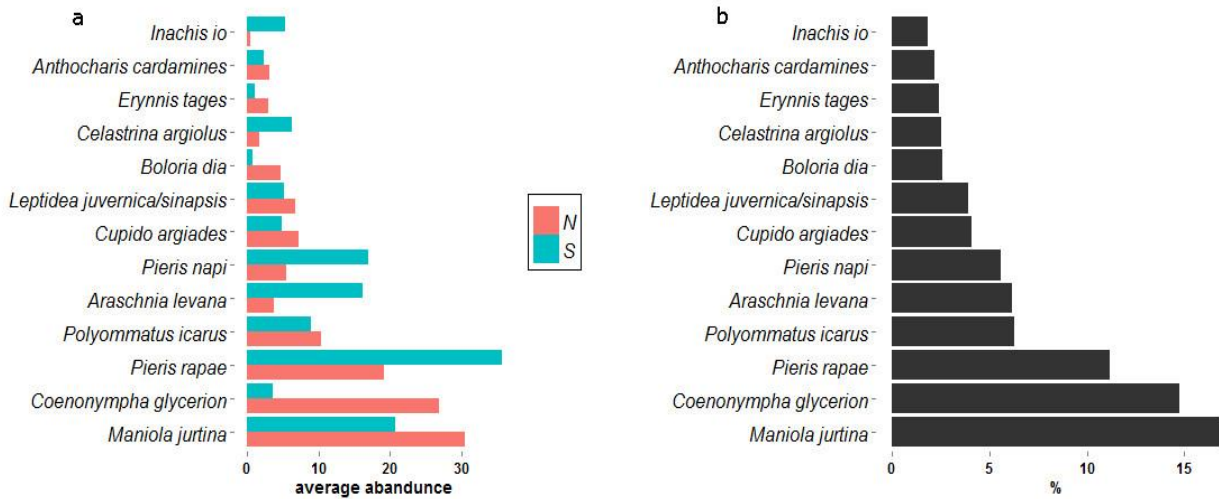 a
Inachis io
Anthocharis cardamines
Erynnis tages
Celastrina argiolus
Boloria dia
Leptidea juvernica/sinapsis
Cupido argiades
Pieris napi
Araschnia levana
Polyommatus icarus
Pieris rapae
Coenonympha glycerion
Maniola jurtina
0 10 20 30
average abandunce
N
S
b
Inachis io
Anthocharis cardamines
Erynnis tages
Celastrina argiolus
Boloria dia
Leptidea juvernica/sinapsis
Cupido argiades
Pieris napi
Araschnia levana
Polyommatus icarus
Pieris rapae
Coenonympha glycerion
Maniola jurtina
0 5 10 15
%